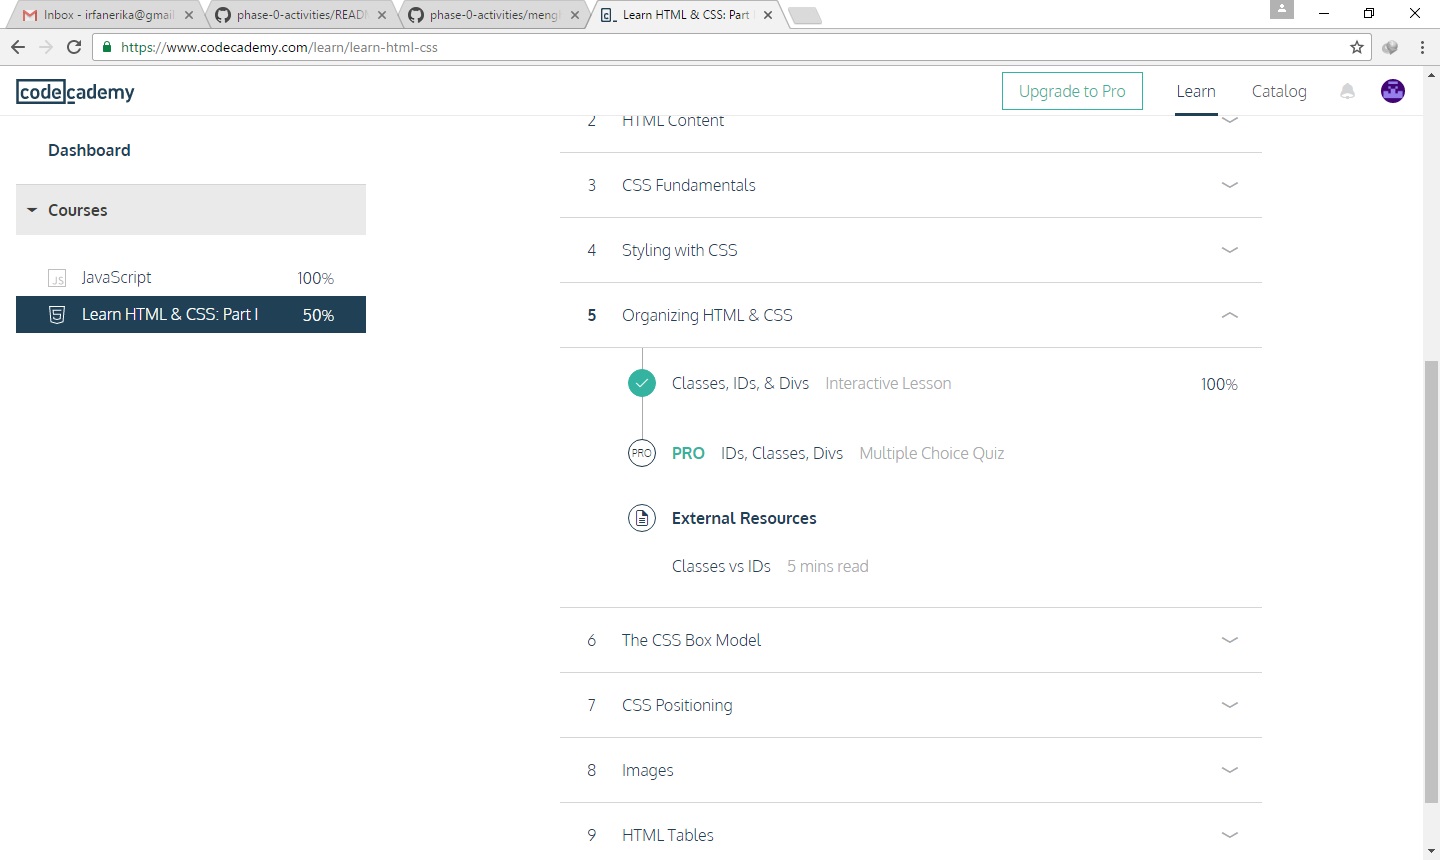 Inbox - irfanerika@gmail
phase-0-activities/READM
phase-0-activities/meng
Learn HTML & CSS: Part
https://www.codecademy.com/learn/learn-html-css
codecademy
Upgrade to Pro
Learn
Catalog
Dashboard
Courses
JS JavaScript 100%
5 Learn HTML & CSS: Part I 50%
2 HTML Content
3 CSS Fundamentals
4 Styling with CSS
5 Organizing HTML & CSS
Classes, IDs, & Divs Interactive Lesson 100%
PRO PRO IDs, Classes, Divs Multiple Choice Quiz
External Resources
Classes vs IDs 5 mins read
6 The CSS Box Model
7 CSS Positioning
8 Images
9 HTML Tables